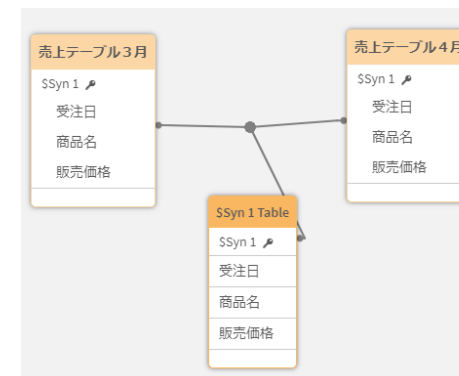 売上テーブル３月
$Syn 1
受注日
商品名
販売価格
売上テーブル４月
$Syn 1
受注日
商品名
販売価格
$Syn 1 Table
$Syn 1
受注日
商品名
販売価格